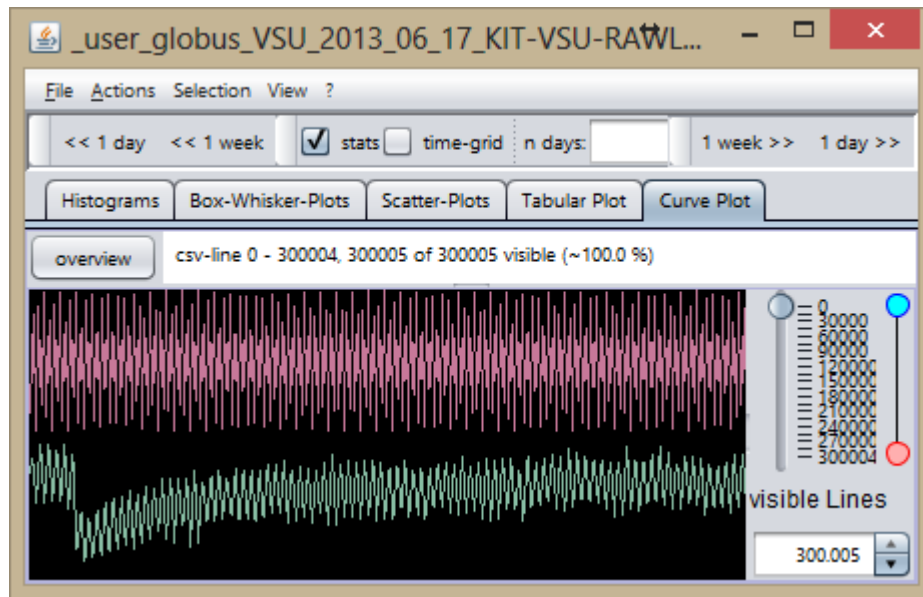 _user_globus_VSU_2013_06_17_KIT-VSU-RAWL...
File Actions Selection View ?
<< 1 day << 1 week stats time-grid n days: 1 week >> 1 day >>
Histograms Box-Whisker-Plots Scatter-Plots Tabular Plot Curve Plot
overview csv-line 0 - 300004, 300005 of 300005 visible (~100.0 %)
0
30000
60000
90000
120000
150000
180000
210000
240000
270000
300004
visible Lines
300.005